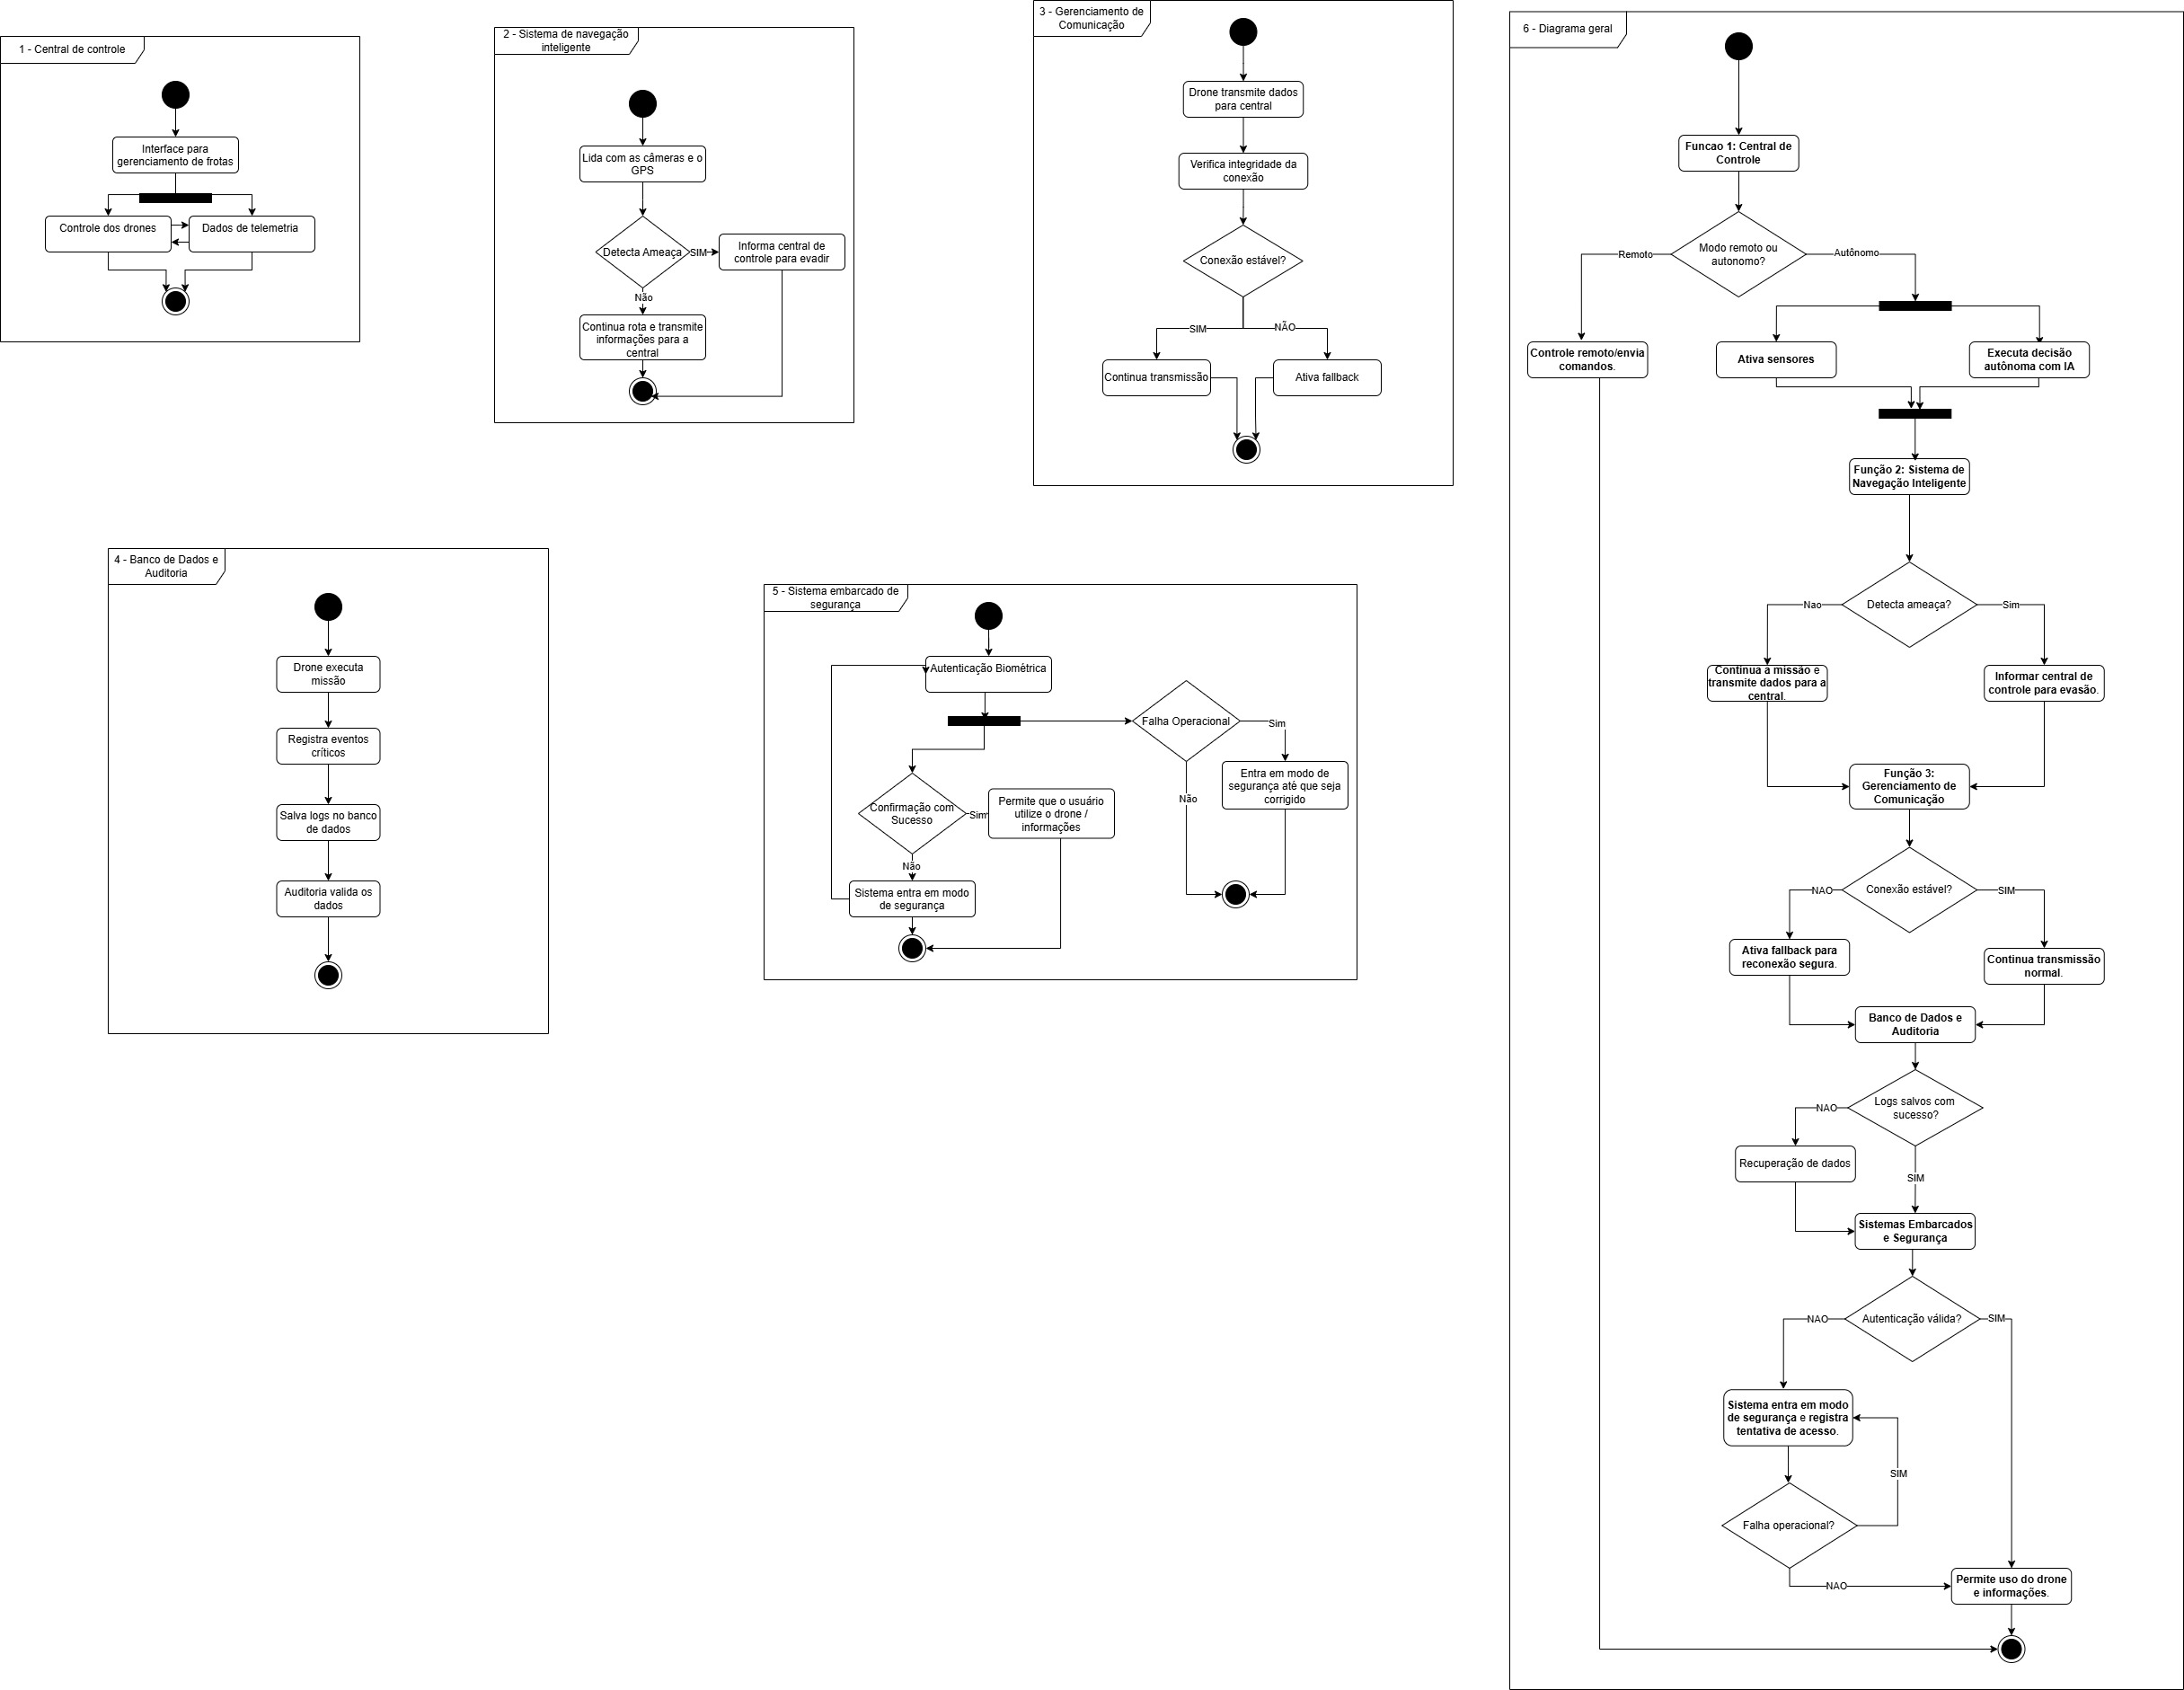 1 - Central de controle
Interface para
gerenciamento de frotas
Controle dos drones
Dados de telemetria
2 - Sistema de navegação
inteligente
Lida com as câmeras e o
GPS
Detecta Ameaça
SIM
Informa central de
controle para evadir
Não
Continua rota e transmite
informações para a
central
3 - Gerenciamento de
Comunicação
Drone transmite dados
para central
Verifica integridade da
conexão
Conexão estável?
SIM
NÃO
Continua transmissão
Ativa fallback
4 - Banco de Dados e
Auditoria
Drone executa
missão
Registra eventos
críticos
Salva logs no banco
de dados
Auditoria valida os
dados
5 - Sistema embarcado de
segurança
Autenticação Biométrica
Falha Operacional
Sim
Entra em modo de
segurança até que seja
corrigido
Não
Confirmação com
Sucesso
Sim
Permite que o usuário
utilize o drone /
informações
Não
Sistema entra em modo
de segurança
6 - Diagrama geral
Funcao 1: Central de
Controle
Modo remoto ou
autonomo?
Remoto
Autônomo
Controle remoto/envia
comandos.
Ativa sensores
Executa decisão
autônoma com IA
Função 2: Sistema de
Navegação Inteligente
Detecta ameaça?
Nao
Sim
Continua a missão e
transmite dados para a
central.
Informar central de
controle para evasão.
Função 3:
Gerenciamento de
Comunicação
Conexão estável?
NAO
SIM
Ativa fallback para
reconexão segura.
Continua transmissão
normal.
Banco de Dados e
Auditoria
Logs salvos com
sucesso?
NAO
Recuperação de dados
SIM
Sistemas Embarcados
e Segurança
Autenticação válida?
NAO
SIM
Sistema entra em modo
de segurança e registra
tentativa de acesso.
SIM
Falha operacional?
NAO
Permite uso do drone
e informações.